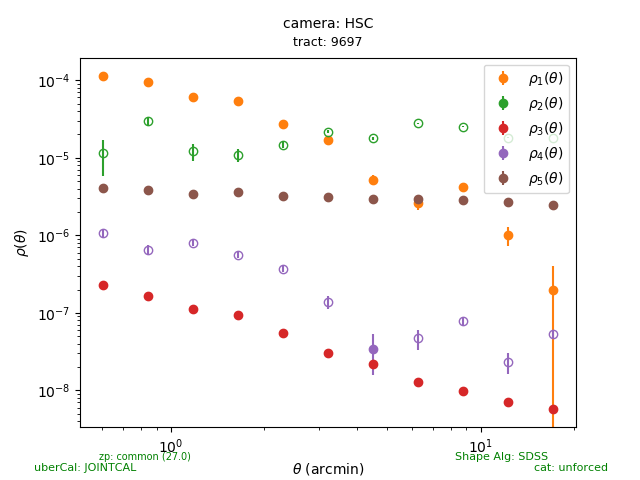 camera: HSC
tract: 9697
10⁻⁴
10⁻⁵
10⁻⁶
10⁻⁷
10⁻⁸
ρ(θ)
ρ₁(θ)
ρ₂(θ)
ρ₃(θ)
ρ₄(θ)
ρ₅(θ)
10⁰
10¹
θ (arcmin)
zp: common (27.0)
uberCal: JOINTCAL
Shape Alg: SDSS
cat: unforced